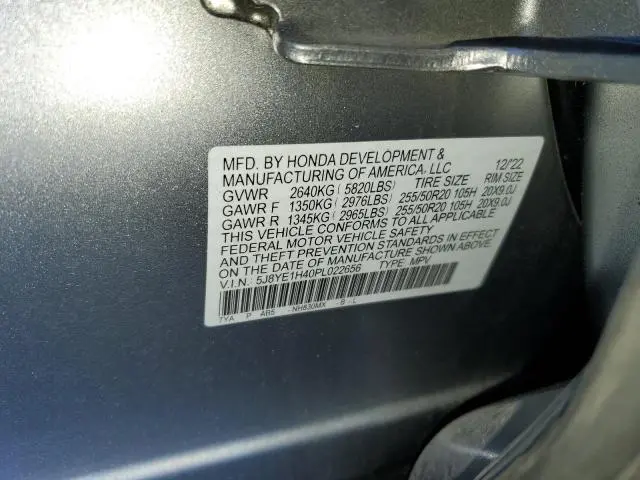 MFD. BY HONDA DEVELOPMENT & 12/22
MANUFACTURING OF AMERICA, LLC
GVWR 2640KG ( 5820LBS) TIRE SIZE RIM SIZE
GAWR F 1350KG ( 2976LBS) 255/50R20 105H 20X9.0J
GAWR R 1345KG ( 2965LBS) 255/50R20 105H 20X9.0J
THIS VEHICLE CONFORMS TO ALL APPLICABLE
FEDERAL MOTOR VEHICLE SAFETY
AND THEFT PREVENTION STANDARDS IN EFFECT
ON THE DATE OF MANUFACTURE SHOWN ABOVE.
V.I.N.: 5J8YE1H40PL022656 TYPE: MPV
TYA P AB5 -NH830MX -B -L